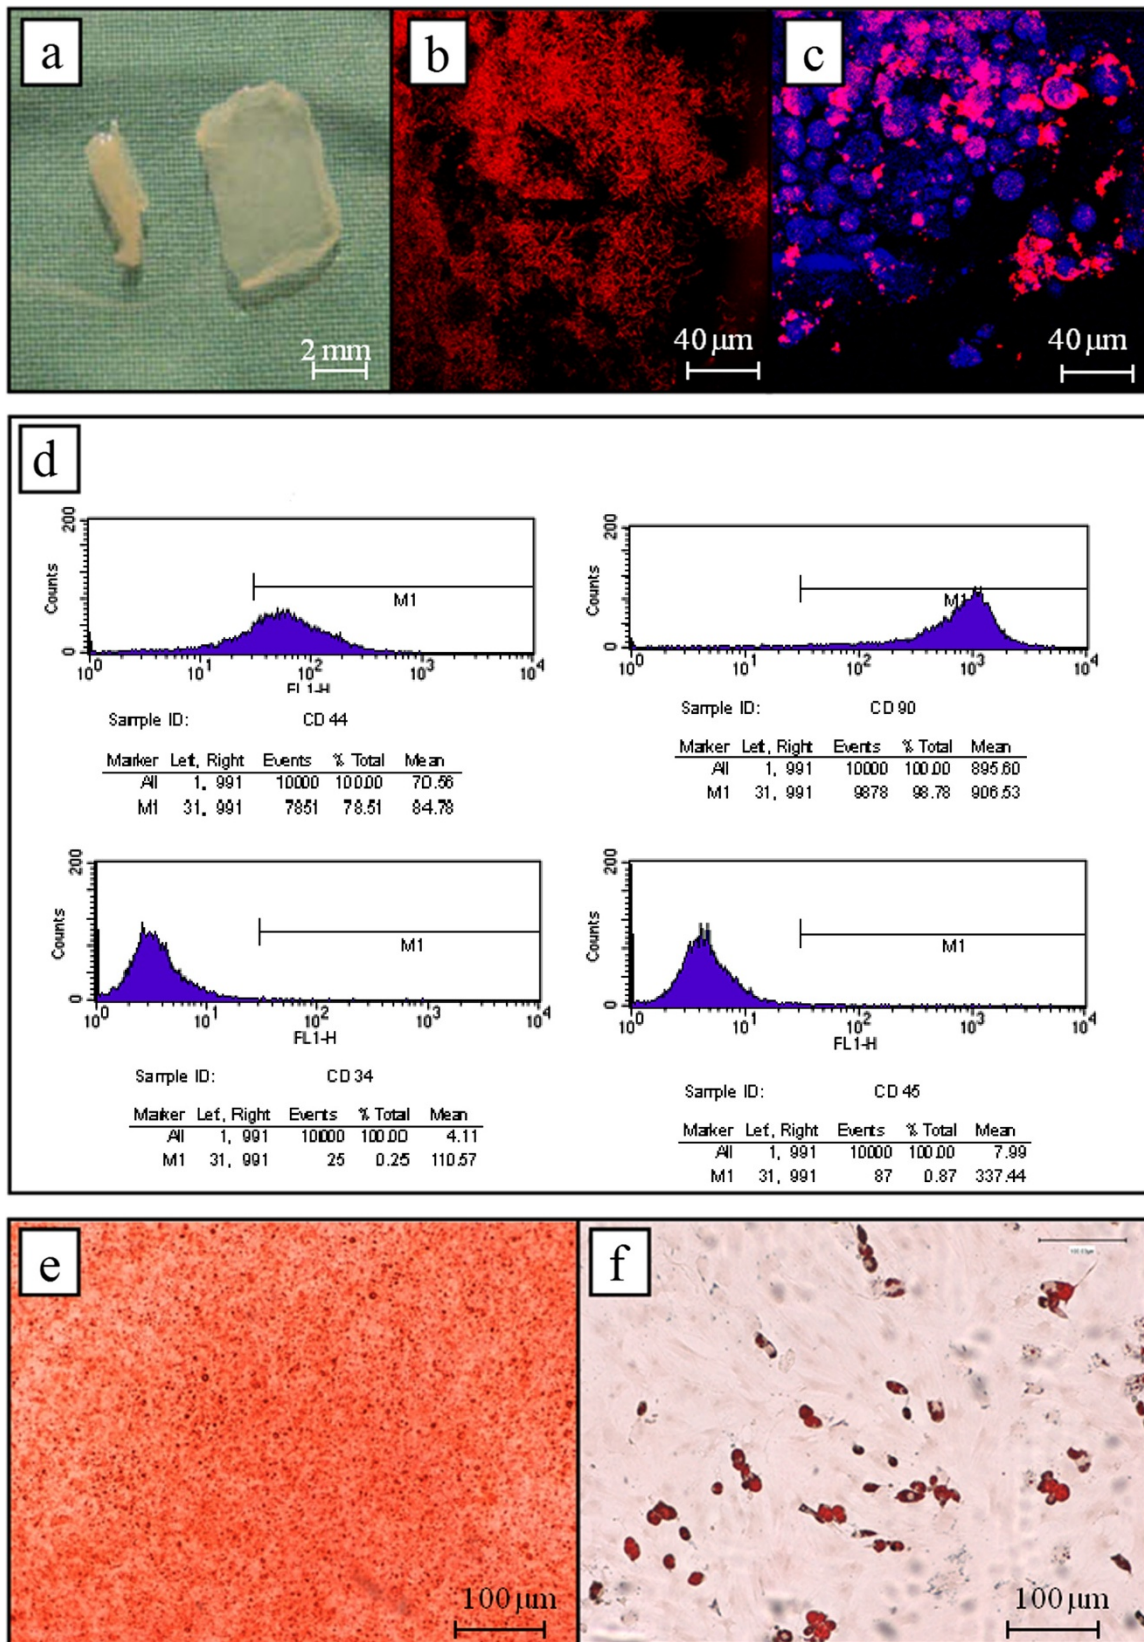 a
b
c
2 mm
40 µm
40 µm
d
200
Counts
0
M1
10⁰ 10¹ 10² 10³ 10⁴
FL1-H
Sample ID: CD 44
Marker Left, Right Events % Total Mean
All 1, 991 10000 100.00 70.56
M1 31, 991 7851 78.51 84.78
200
Counts
0
M1
10⁰ 10¹ 10² 10³ 10⁴
Sample ID: CD 90
Marker Left, Right Events % Total Mean
All 1, 991 10000 100.00 895.60
M1 31, 991 9878 98.78 906.53
200
Counts
0
M1
10⁰ 10¹ 10² 10³ 10⁴
FL1-H
Sample ID: CD 34
Marker Left, Right Events % Total Mean
All 1, 991 10000 100.00 4.11
M1 31, 991 25 0.25 110.57
200
Counts
0
M1
10⁰ 10¹ 10² 10³ 10⁴
FL1-H
Sample ID: CD 45
Marker Left, Right Events % Total Mean
All 1, 991 10000 100.00 7.99
M1 31, 991 87 0.87 337.44
e
f
100 µm
100 µm